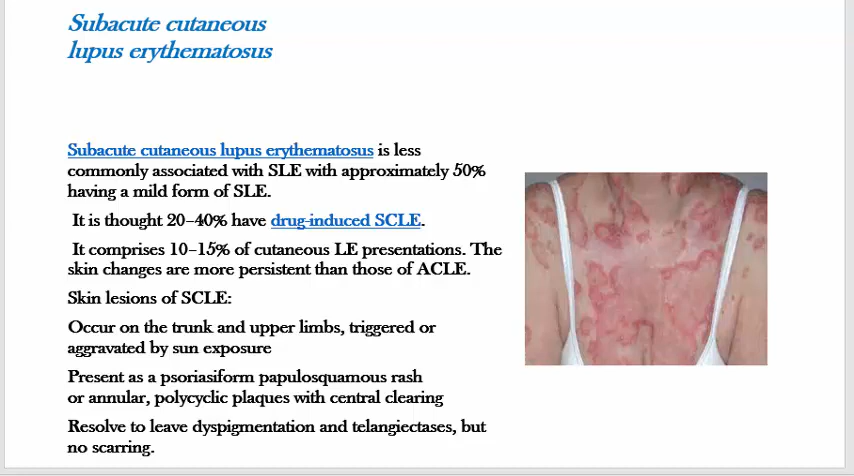 Subacute cutaneous
lupus erythematosus
Subacute cutaneous lupus erythematosus is less
commonly associated with SLE with approximately 50%
having a mild form of SLE.
It is thought 20–40% have drug-induced SCLE.
It comprises 10–15% of cutaneous LE presentations. The
skin changes are more persistent than those of ACLE.
Skin lesions of SCLE:
Occur on the trunk and upper limbs, triggered or
aggravated by sun exposure
Present as a psoriasiform papulosquamous rash
or annular, polycyclic plaques with central clearing
Resolve to leave dyspigmentation and telangiectases, but
no scarring.